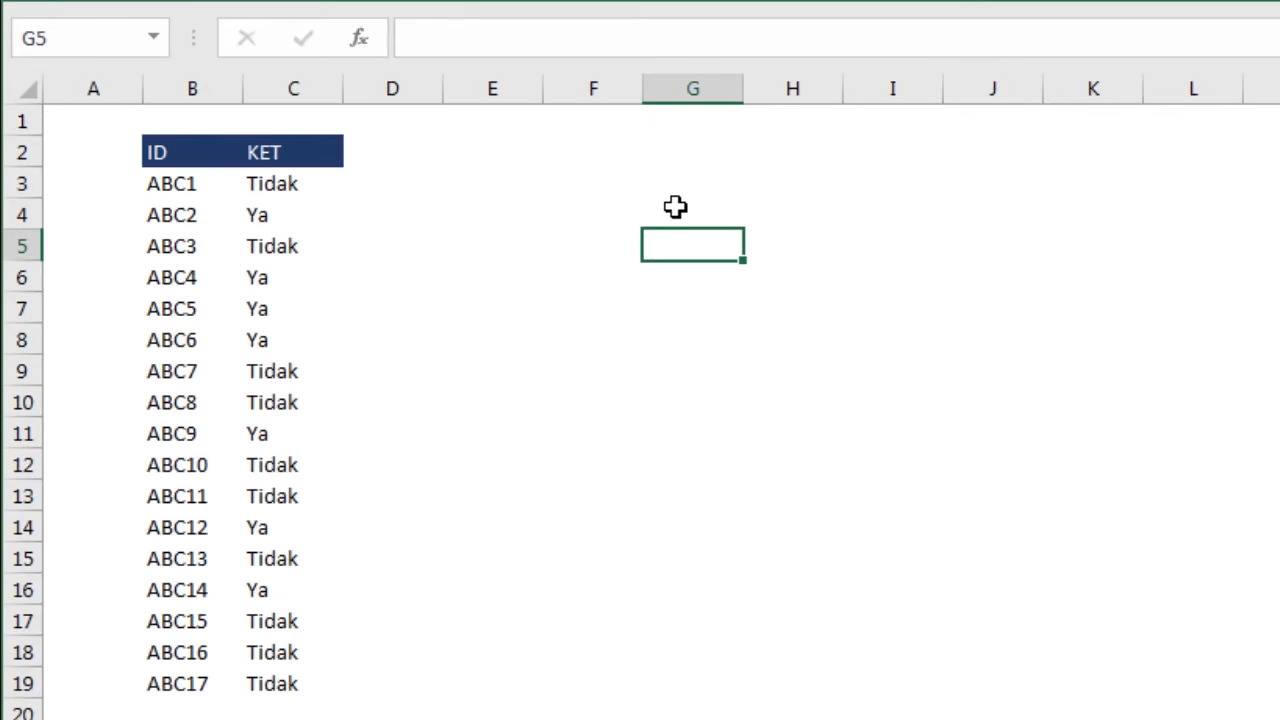 G5 fx
A B C D E F G H I J K L
1
2 ID KET
3 ABC1 Tidak
4 ABC2 Ya
5 ABC3 Tidak
6 ABC4 Ya
7 ABC5 Ya
8 ABC6 Ya
9 ABC7 Tidak
10 ABC8 Tidak
11 ABC9 Ya
12 ABC10 Tidak
13 ABC11 Tidak
14 ABC12 Ya
15 ABC13 Tidak
16 ABC14 Ya
17 ABC15 Tidak
18 ABC16 Tidak
19 ABC17 Tidak
20